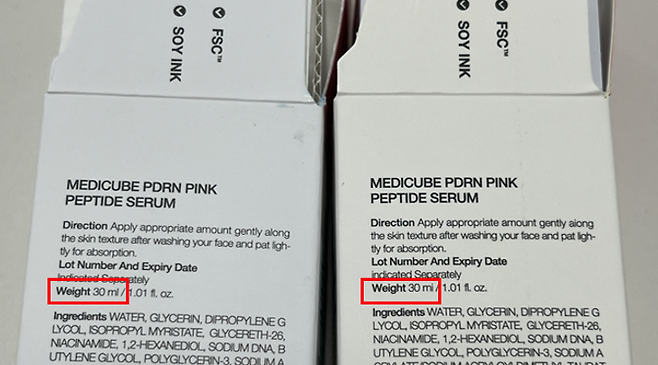 FSC™
SOY INK
MEDICUBE PDRN PINK
PEPTIDE SERUM
Direction Apply appropriate amount gently along
the skin texture after washing your face and pat ligh-
tly for absorption.
Lot Number And Expiry Date
Indicated Separately
Weight 30 ml / 1.01 fl. oz.
Ingredients WATER, GLYCERIN, DIPROPYLENE G
LYCOL, ISOPROPYL MYRISTATE, GLYCERETH-26,
NIACINAMIDE, 1,2-HEXANEDIOL, SODIUM DNA, B
UTYLENE GLYCOL, POLYGLYCERIN-3, SODIUM A
FSC™
SOY INK
MEDICUBE PDRN PINK
PEPTIDE SERUM
Direction Apply appropriate amount gently along
the skin texture after washing your face and pat ligh-
tly for absorption.
Lot Number And Expiry Date
indicated Separately
Weight 30 ml / 1.01 fl. oz.
Ingredients WATER, GLYCERIN, DIPROPYLENE G
LYCOL, ISOPROPYL MYRISTATE, GLYCERETH-26,
NIACINAMIDE, 1,2-HEXANEDIOL, SODIUM DNA, B
UTYLENE GLYCOL, POLYGLYCERIN-3, SODIUM A